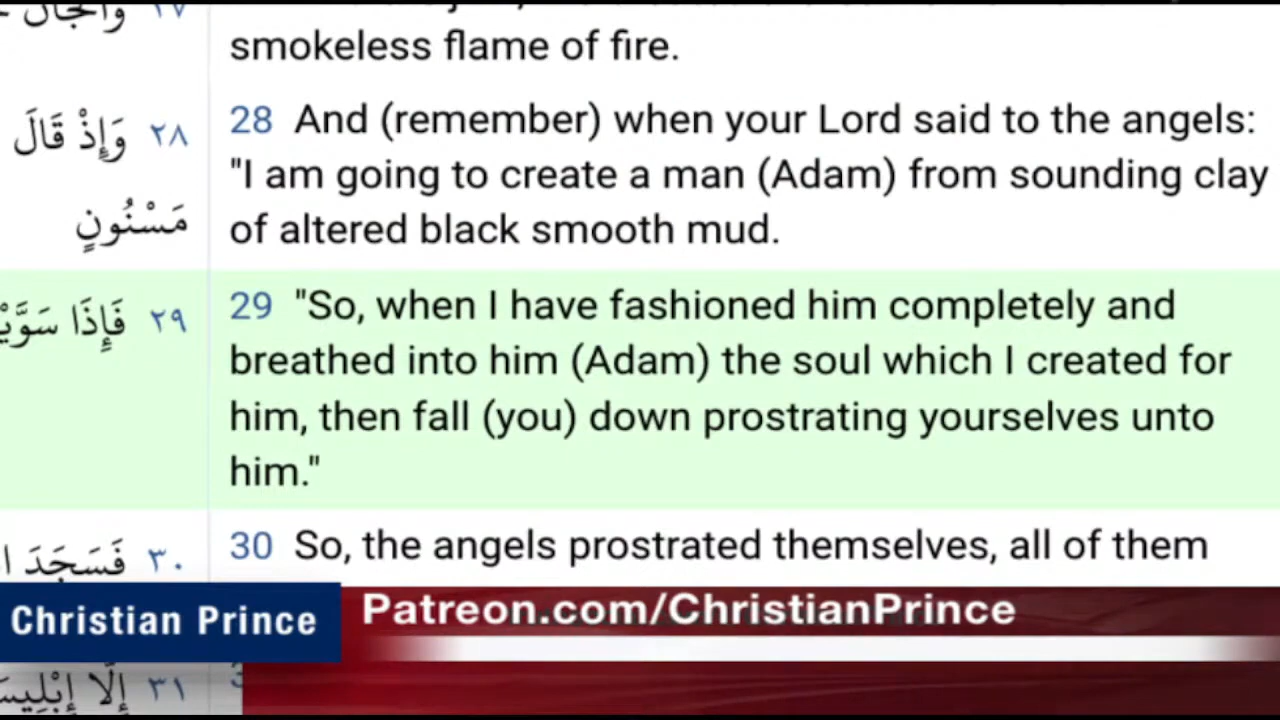 smokeless flame of fire.
٢٨ وَإِذْ قَالَ
مَسْنُونٍ
28 And (remember) when your Lord said to the angels:
"I am going to create a man (Adam) from sounding clay
of altered black smooth mud.
٢٩ فَإِذَا
29 "So, when I have fashioned him completely and
breathed into him (Adam) the soul which I created for
him, then fall (you) down prostrating yourselves unto
him."
٣٠ فَسَجَدَ
30 So, the angels prostrated themselves, all of them
Christian Prince
Patreon.com/ChristianPrince
٣١ إِلَّا